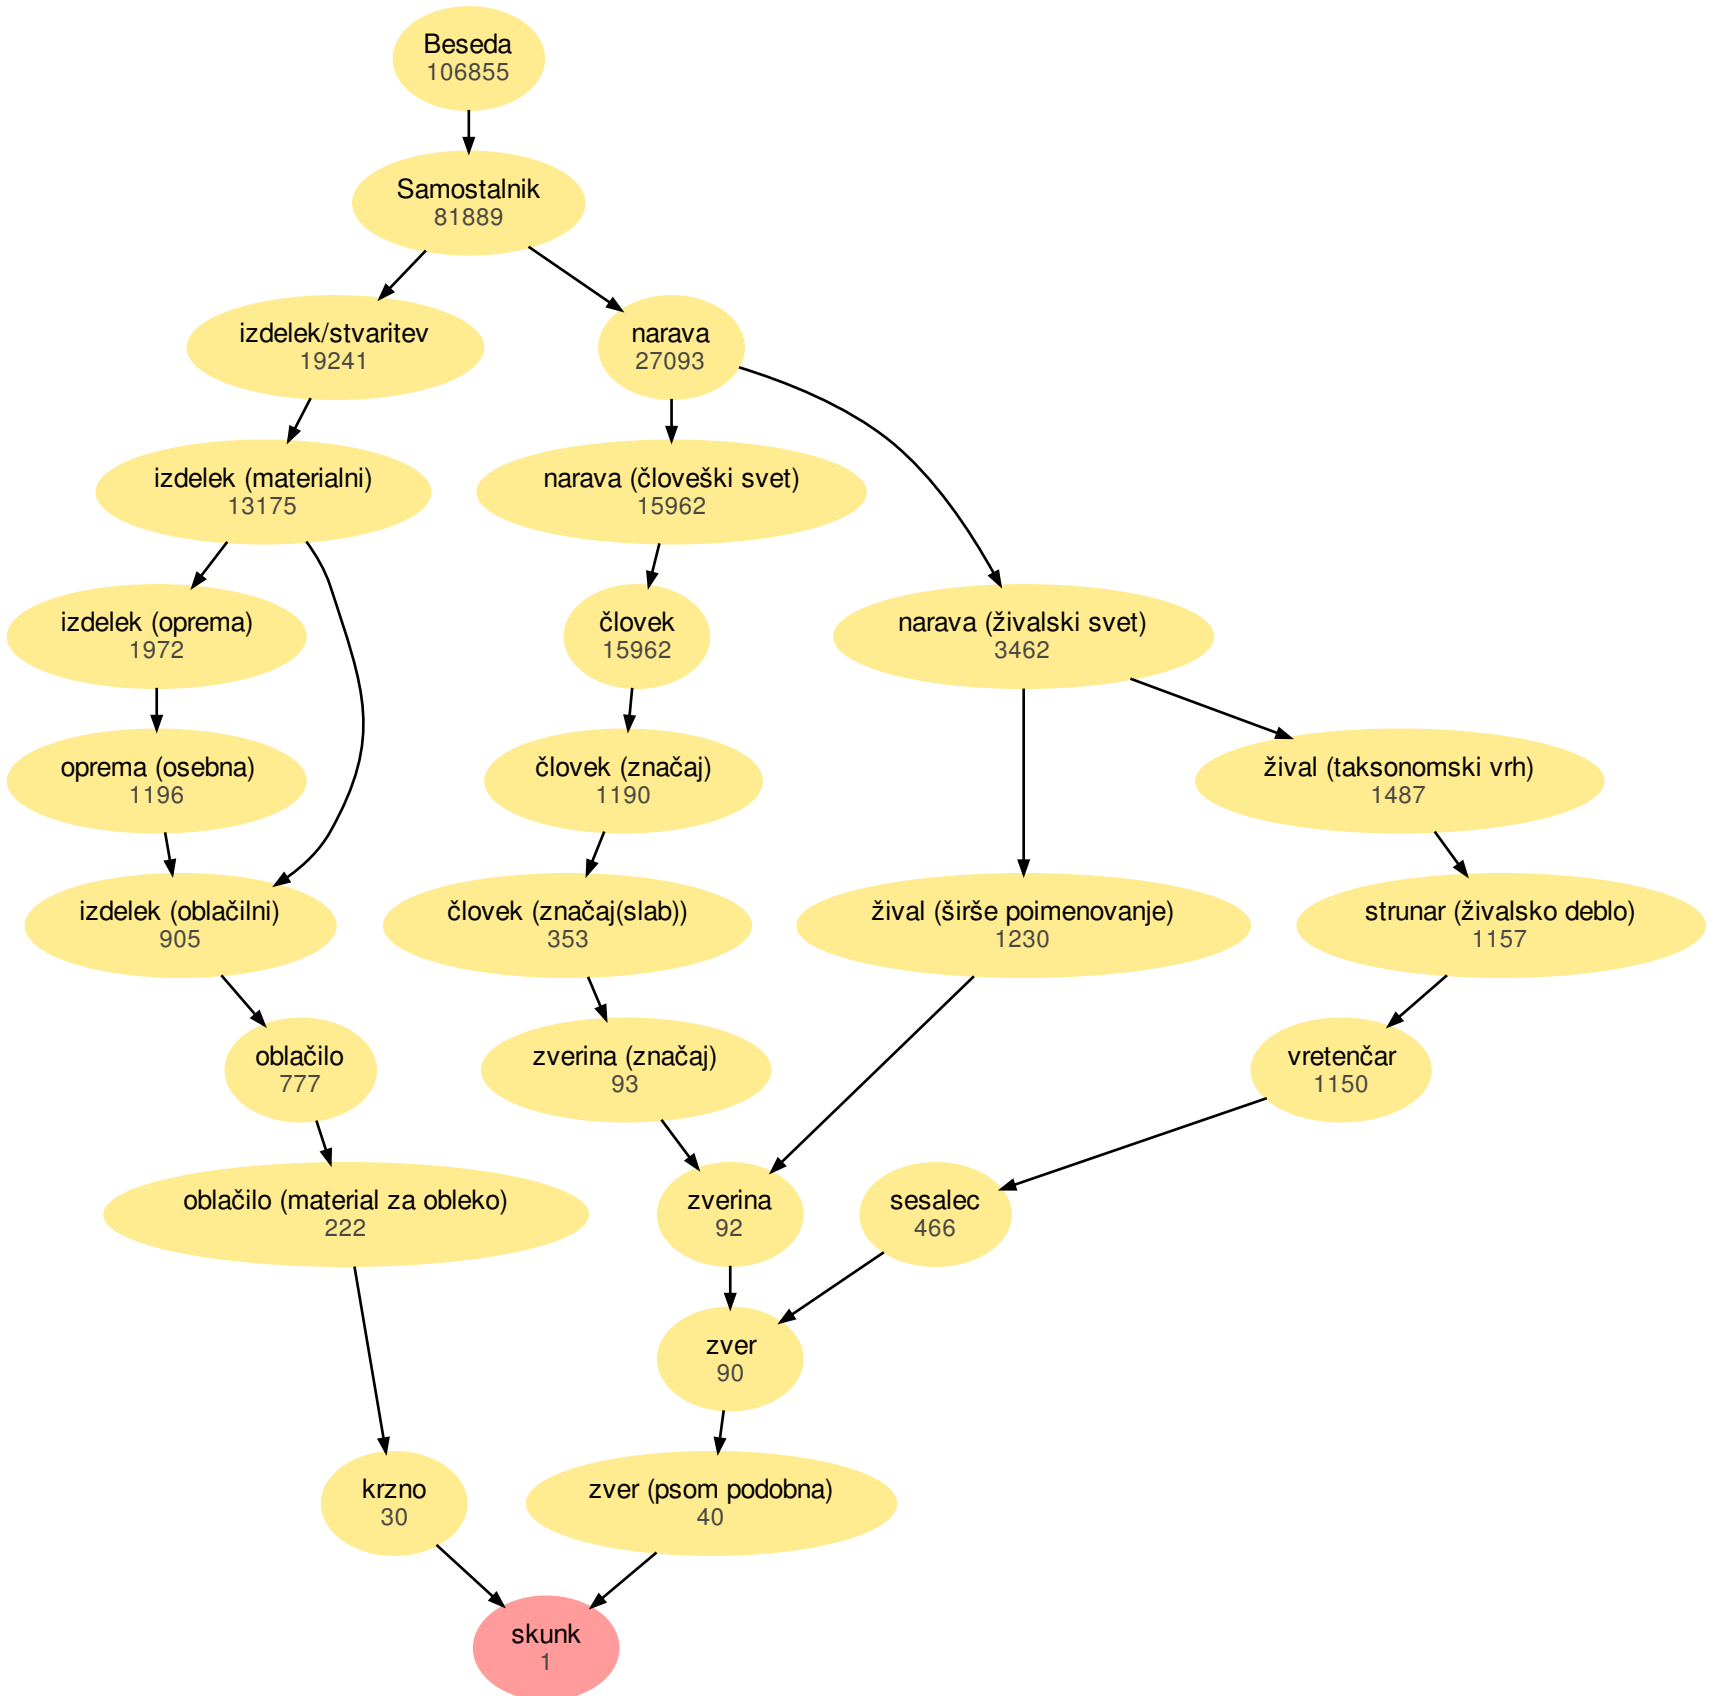 Beseda
106855
Samostalnik
81889
izdelek/stvaritev
19241
narava
27093
izdelek (materialni)
13175
narava (človeški svet)
15962
izdelek (oprema)
1972
človek
15962
narava (živalski svet)
3462
oprema (osebna)
1196
človek (značaj)
1190
žival (taksonomski vrh)
1487
izdelek (oblačilni)
905
človek (značaj(slab))
353
žival (širše poimenovanje)
1230
strunar (živalsko deblo)
1157
oblačilo
777
zverina (značaj)
93
vretenčar
1150
oblačilo (material za obleko)
222
zverina
92
sesalec
466
zver
90
krzno
30
zver (psom podobna)
40
skunk
1